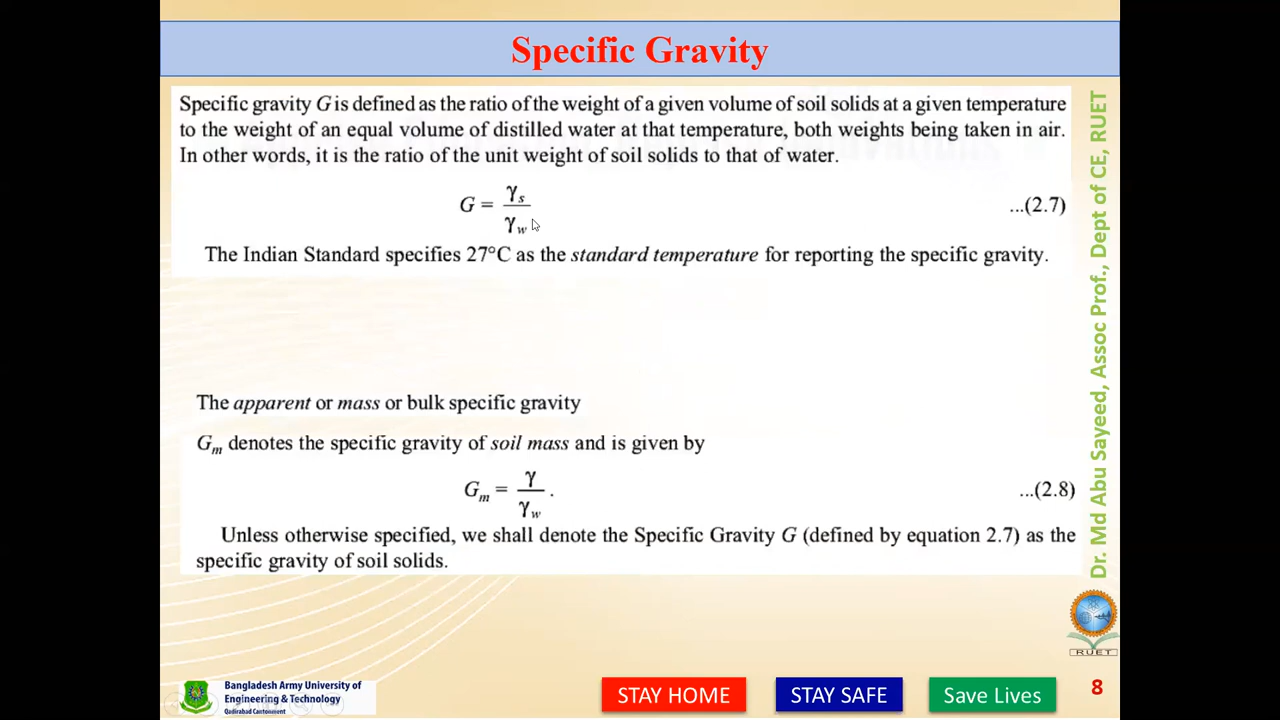 Specific Gravity
Specific gravity G is defined as the ratio of the weight of a given volume of soil solids at a given temperature
to the weight of an equal volume of distilled water at that temperature, both weights being taken in air.
In other words, it is the ratio of the unit weight of soil solids to that of water.
G = γs / γw ...(2.7)
The Indian Standard specifies 27°C as the standard temperature for reporting the specific gravity.
The apparent or mass or bulk specific gravity
Gm denotes the specific gravity of soil mass and is given by
Gm = γ / γw . ...(2.8)
Unless otherwise specified, we shall denote the Specific Gravity G (defined by equation 2.7) as the
specific gravity of soil solids.
Dr. Md Abu Sayeed, Assoc Prof., Dept of CE, RUET
RUET
Bangladesh Army University of
Engineering & Technology
Qadirabad Cantonment
STAY HOME
STAY SAFE
Save Lives
8